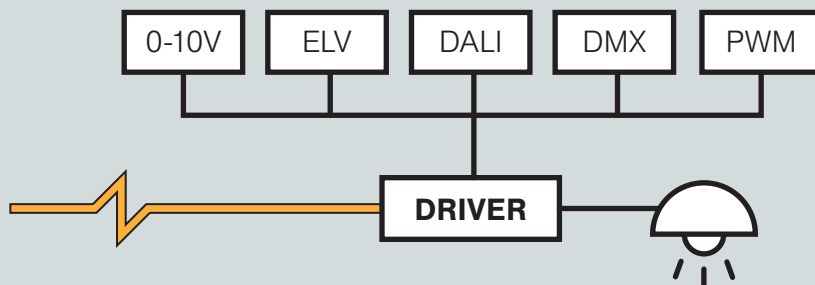 0-10V
ELV
DALI
DMX
PWM
DRIVER